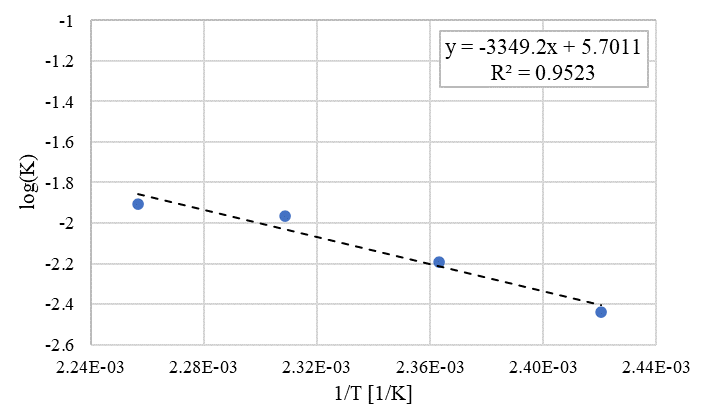 y = -3349.2x + 5.7011
R² = 0.9523
-1
-1.2
-1.4
-1.6
-1.8
-2
-2.2
-2.4
-2.6
log(K)
2.24E-03 2.28E-03 2.32E-03 2.36E-03 2.40E-03 2.44E-03
1/T [1/K]